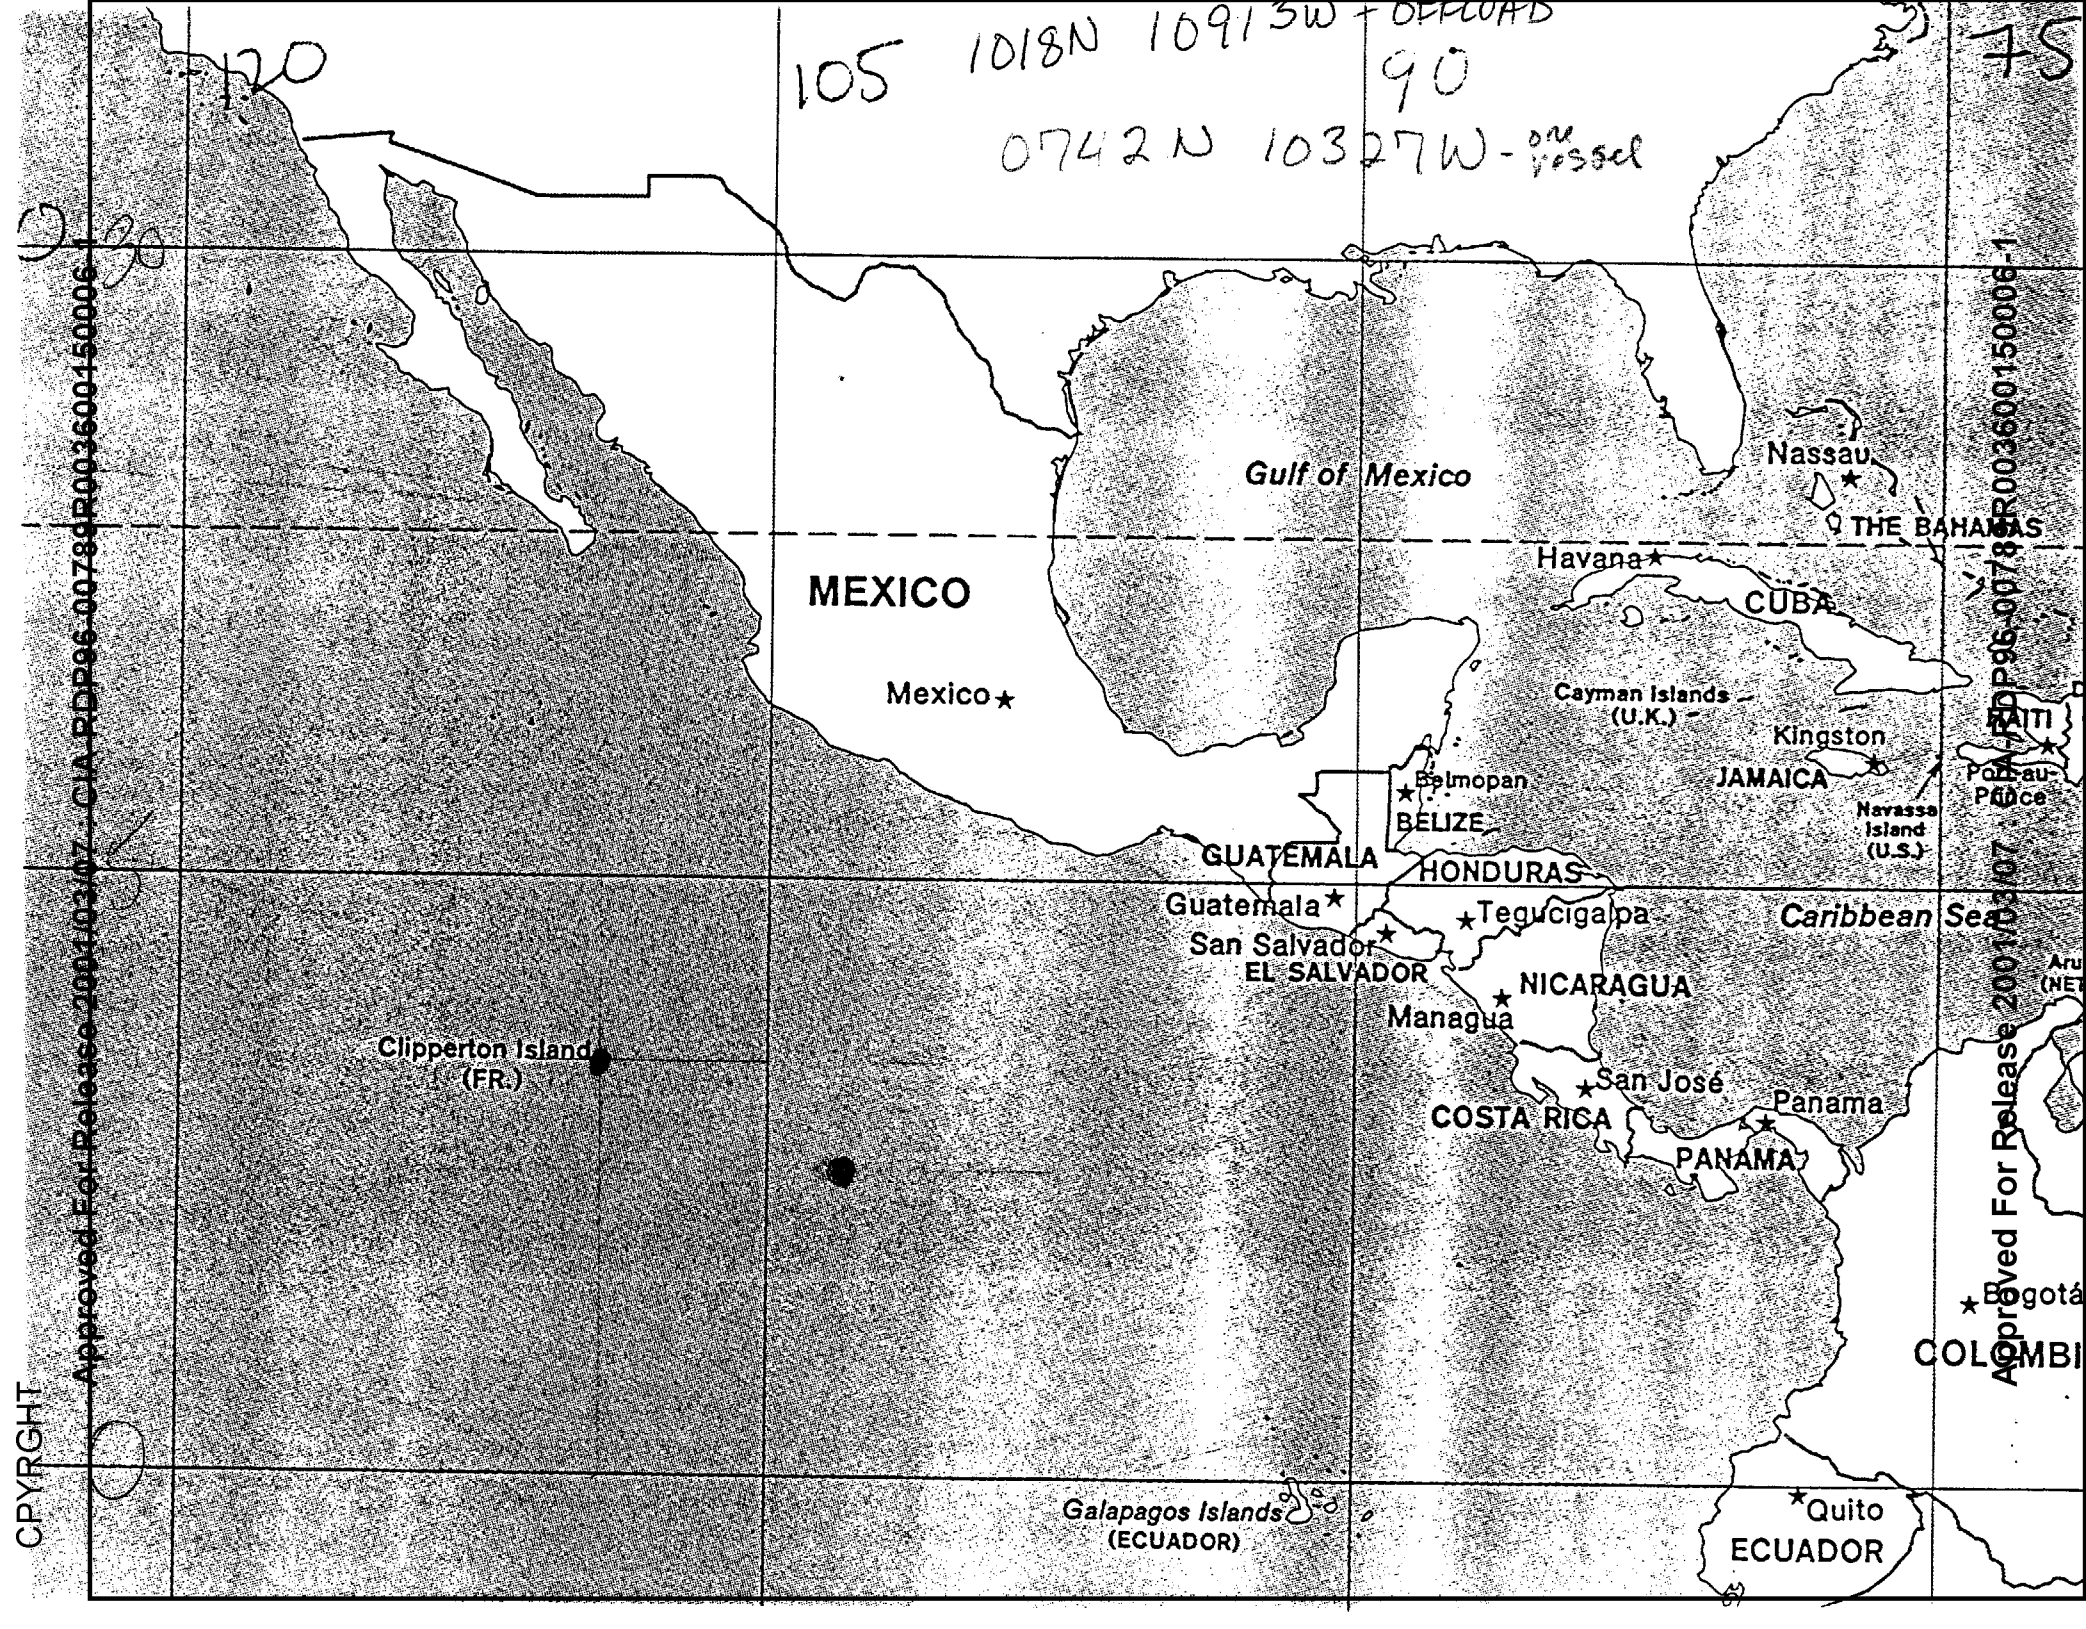 1018N 10913W - OFFLOAD
120
105
90
75
0742N 10327W - one vessel
30
Gulf of Mexico
Nassau
THE BAHAMAS
Havana
CUBA
MEXICO
Mexico
Cayman Islands
(U.K.)
HAITI
Kingston
JAMAICA
Port-au-
Prince
Navassa
Island
(U.S.)
Belmopan
BELIZE
GUATEMALA
HONDURAS
Guatemala
Tegucigalpa
Caribbean Sea
San Salvador
EL SALVADOR
NICARAGUA
Managua
Aru
(NET
Clipperton Island
(FR.)
San José
COSTA RICA
Panama
PANAMA
Bogotá
COLOMBI
0
Galapagos Islands
(ECUADOR)
Quito
ECUADOR
CPYRGHT
Approved For Release 2001/03/07 : CIA-RDP96-00789R003600150006-1
Approved For Release 2001/03/07 : CIA-RDP96-00789R003600150006-1